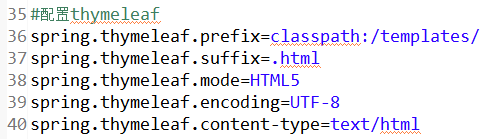 35 #配置thymeleaf
36 spring.thymeleaf.prefix=classpath:/templates/
37 spring.thymeleaf.suffix=.html
38 spring.thymeleaf.mode=HTML5
39 spring.thymeleaf.encoding=UTF-8
40 spring.thymeleaf.content-type=text/html